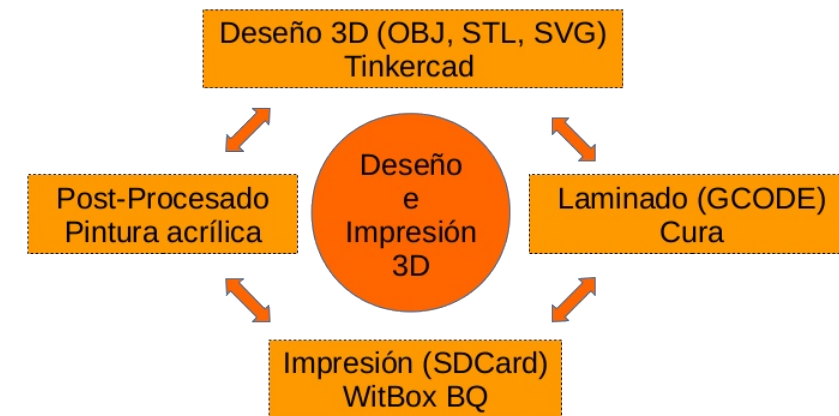 Deseño 3D (OBJ, STL, SVG)
Tinkercad
Post-Procesado
Pintura acrílica
Deseño
e
Impresión
3D
Laminado (GCODE)
Cura
Impresión (SDCard)
WitBox BQ